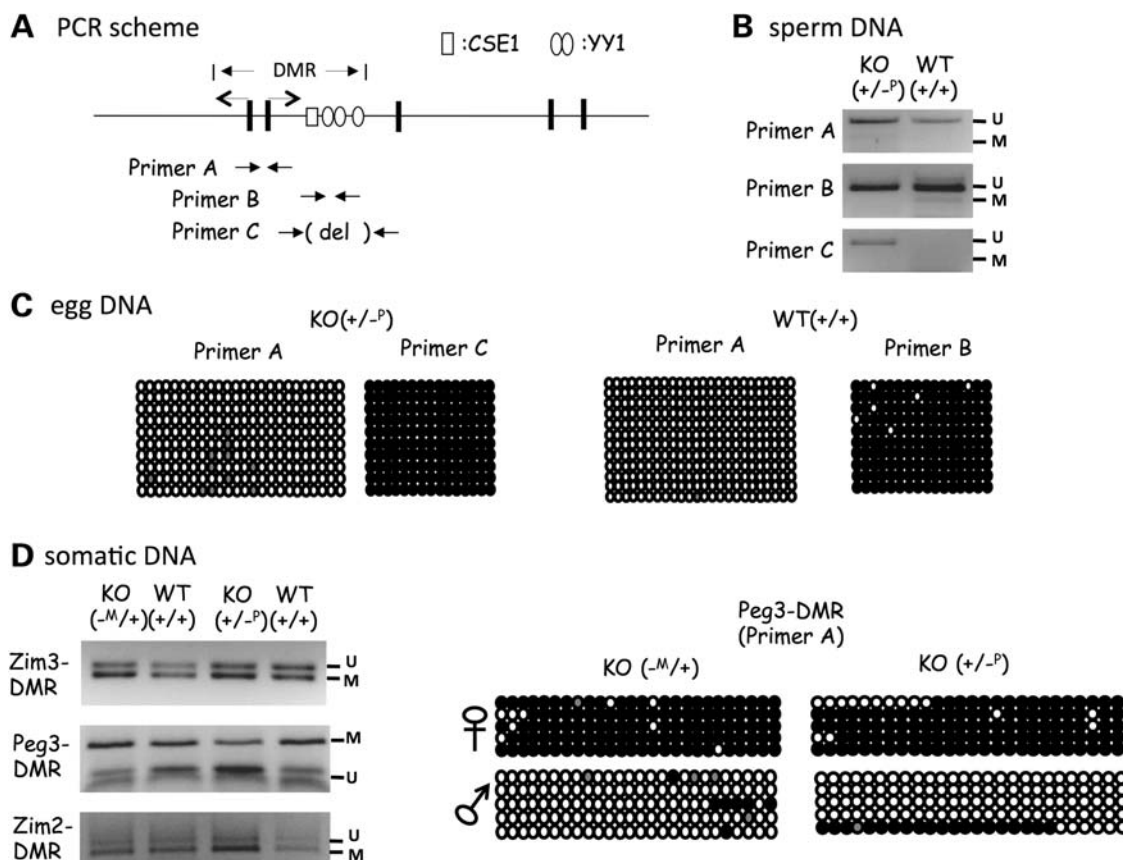 A PCR scheme
:CSE1 :YY1
DMR
Primer A
Primer B
Primer C ( del )
B sperm DNA
KO WT
(+/-ᴾ) (+/+)
Primer A U
M
Primer B U
M
Primer C U
M
C egg DNA
KO(+/-ᴾ) WT(+/+)
Primer A Primer C Primer A Primer B
D somatic DNA
KO WT KO WT
(-ᴹ/+) (+/+) (+/-ᴾ) (+/+)
Zim3-
DMR
U
M
Peg3-
DMR
M
U
Zim2-
DMR
U
M
Peg3-DMR
(Primer A)
KO (-ᴹ/+) KO (+/-ᴾ)
♀
♂